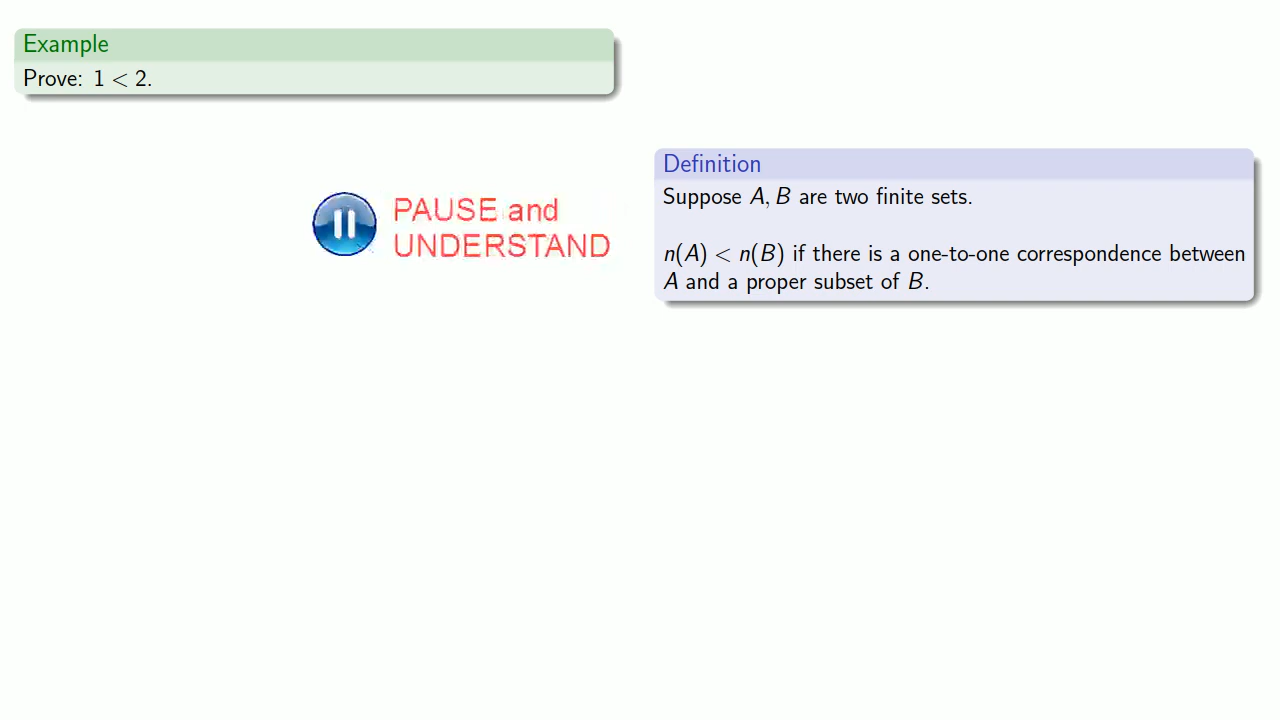 Example
Prove: 1 < 2.
PAUSE and
UNDERSTAND
Definition
Suppose A, B are two finite sets.
n(A) < n(B) if there is a one-to-one correspondence between
A and a proper subset of B.